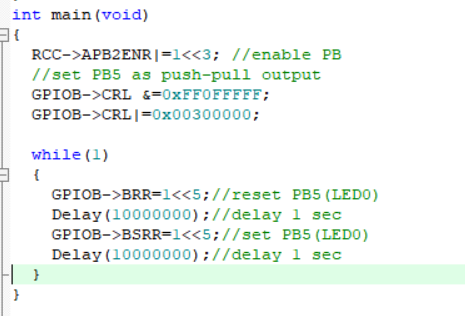 int main(void)
{
RCC->APB2ENR|=1<<3; //enable PB
//set PB5 as push-pull output
GPIOB->CRL &=0xFF0FFFFF;
GPIOB->CRL|=0x00300000;
while(1)
{
GPIOB->BRR=1<<5;//reset PB5(LED0)
Delay(10000000);//delay 1 sec
GPIOB->BSRR=1<<5;//set PB5(LED0)
Delay(10000000);//delay 1 sec
}
}